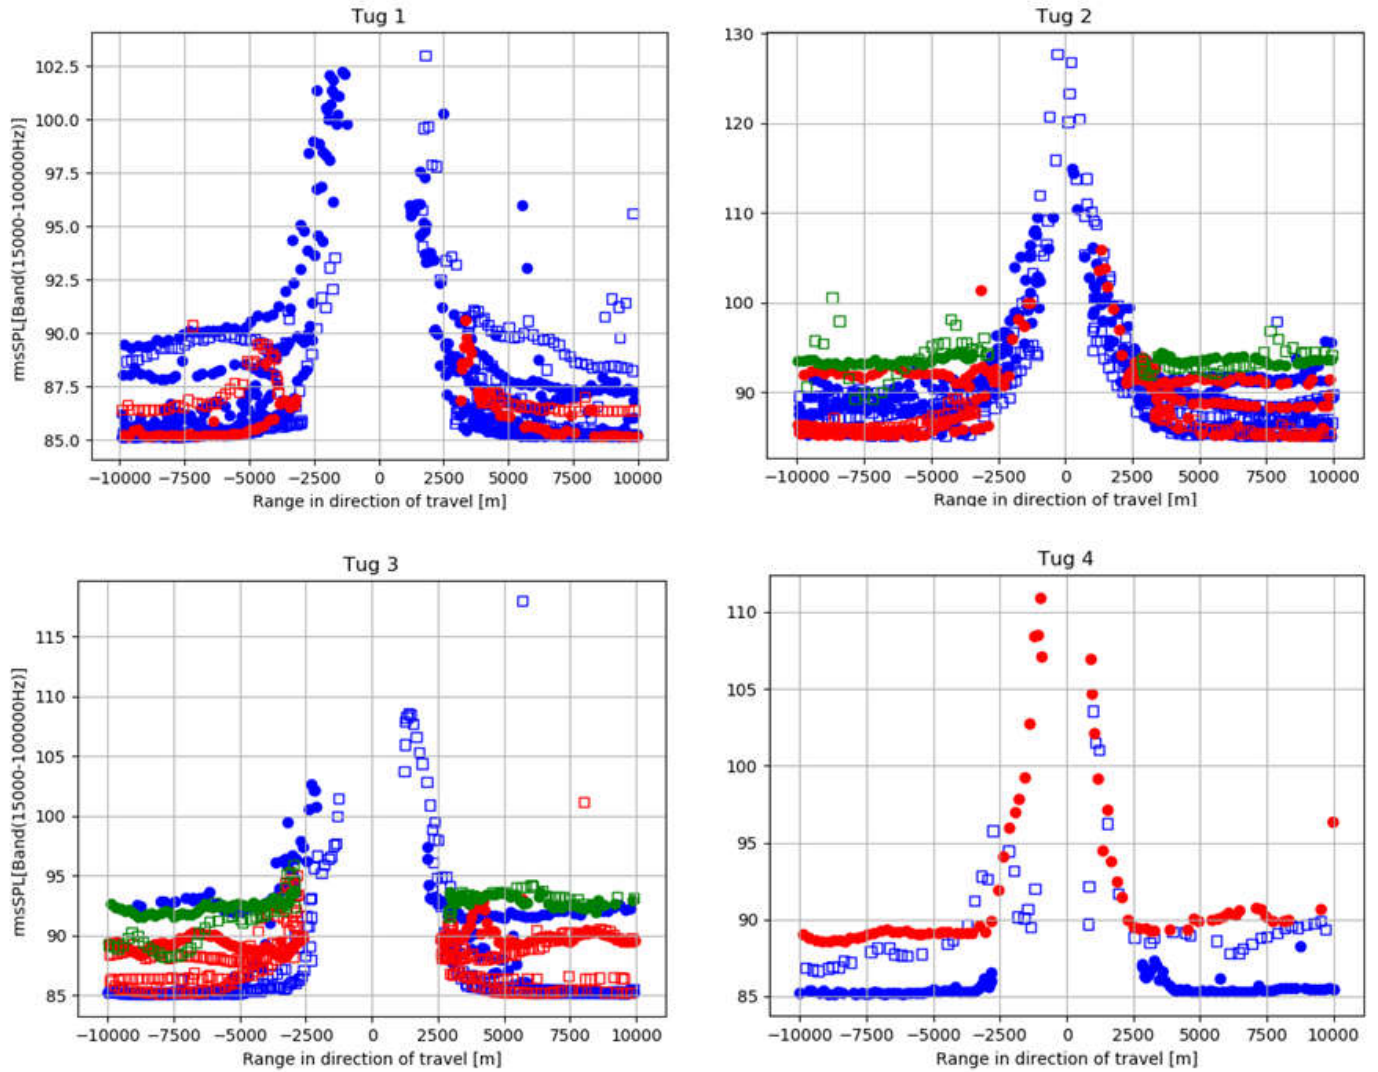 Tug 1
rmsSPL[Band(15000-100000Hz)]
102.5
100.0
97.5
95.0
92.5
90.0
87.5
85.0
−10000 −7500 −5000 −2500 0 2500 5000 7500 10000
Range in direction of travel [m]
Tug 2
130
120
110
100
90
−10000 −7500 −5000 −2500 0 2500 5000 7500 10000
Range in direction of travel [m]
Tug 3
rmsSPL[Band(15000-100000Hz)]
115
110
105
100
95
90
85
−10000 −7500 −5000 −2500 0 2500 5000 7500 10000
Range in direction of travel [m]
Tug 4
110
105
100
95
90
85
−10000 −7500 −5000 −2500 0 2500 5000 7500 10000
Range in direction of travel [m]